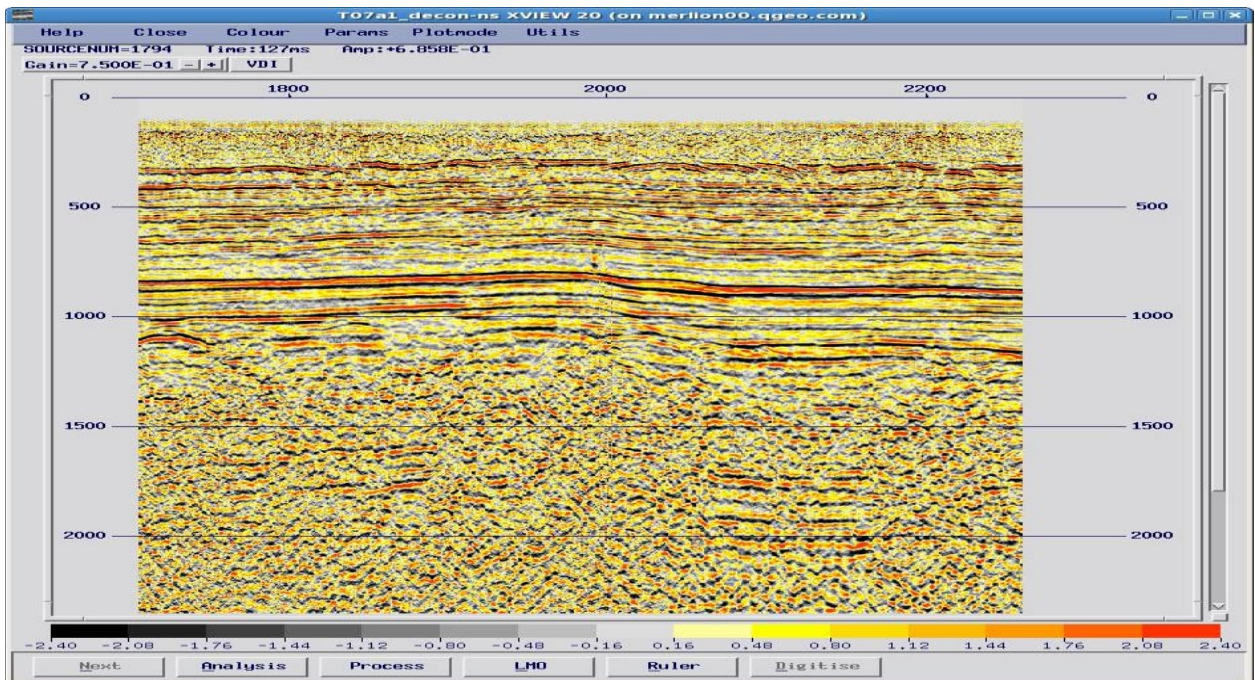 T07a1_decon-ns XVIEW 20 (on merlion00.qgeo.com)
Help Close Colour Params Plotmode Utils
SOURCENUM=1794 Time:127ms Amp:+6.858E-01
Gain=7.500E-01 - + VDI
1800 2000 2200
0 0
500 500
1000 1000
1500 1500
2000 2000
-2.40 -2.08 -1.76 -1.44 -1.12 -0.80 -0.48 -0.16 0.16 0.48 0.80 1.12 1.44 1.76 2.08 2.40
Next Analysis Process LMO Ruler Digitise